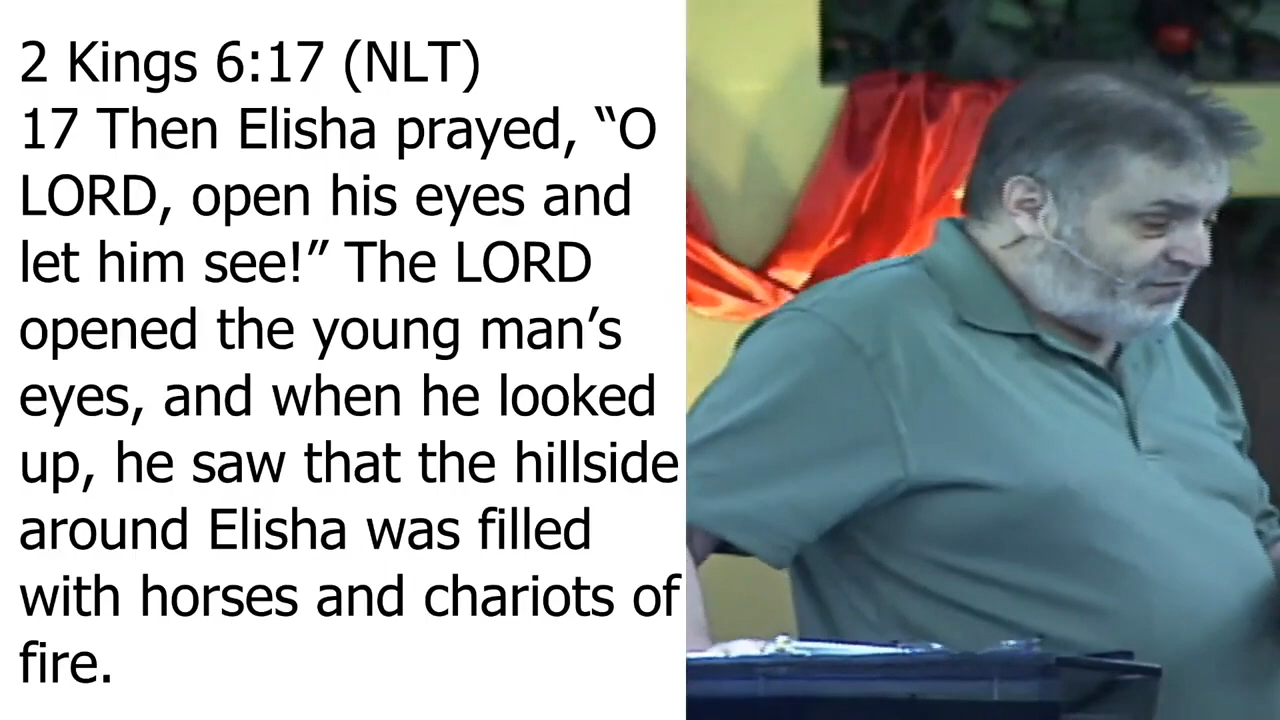 2 Kings 6:17 (NLT)
17 Then Elisha prayed, “O
LORD, open his eyes and
let him see!” The LORD
opened the young man’s
eyes, and when he looked
up, he saw that the hillside
around Elisha was filled
with horses and chariots of
fire.